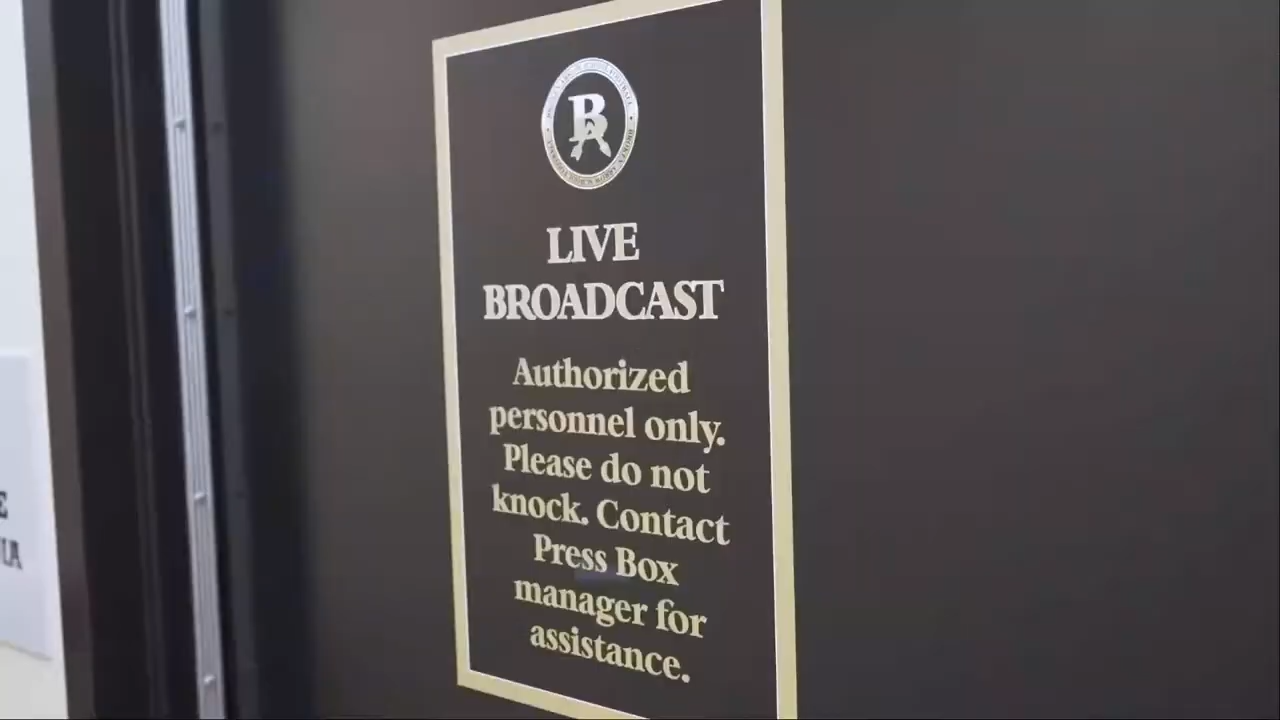 LIVE
BROADCAST
Authorized
personnel only.
Please do not
knock. Contact
Press Box
manager for
assistance.